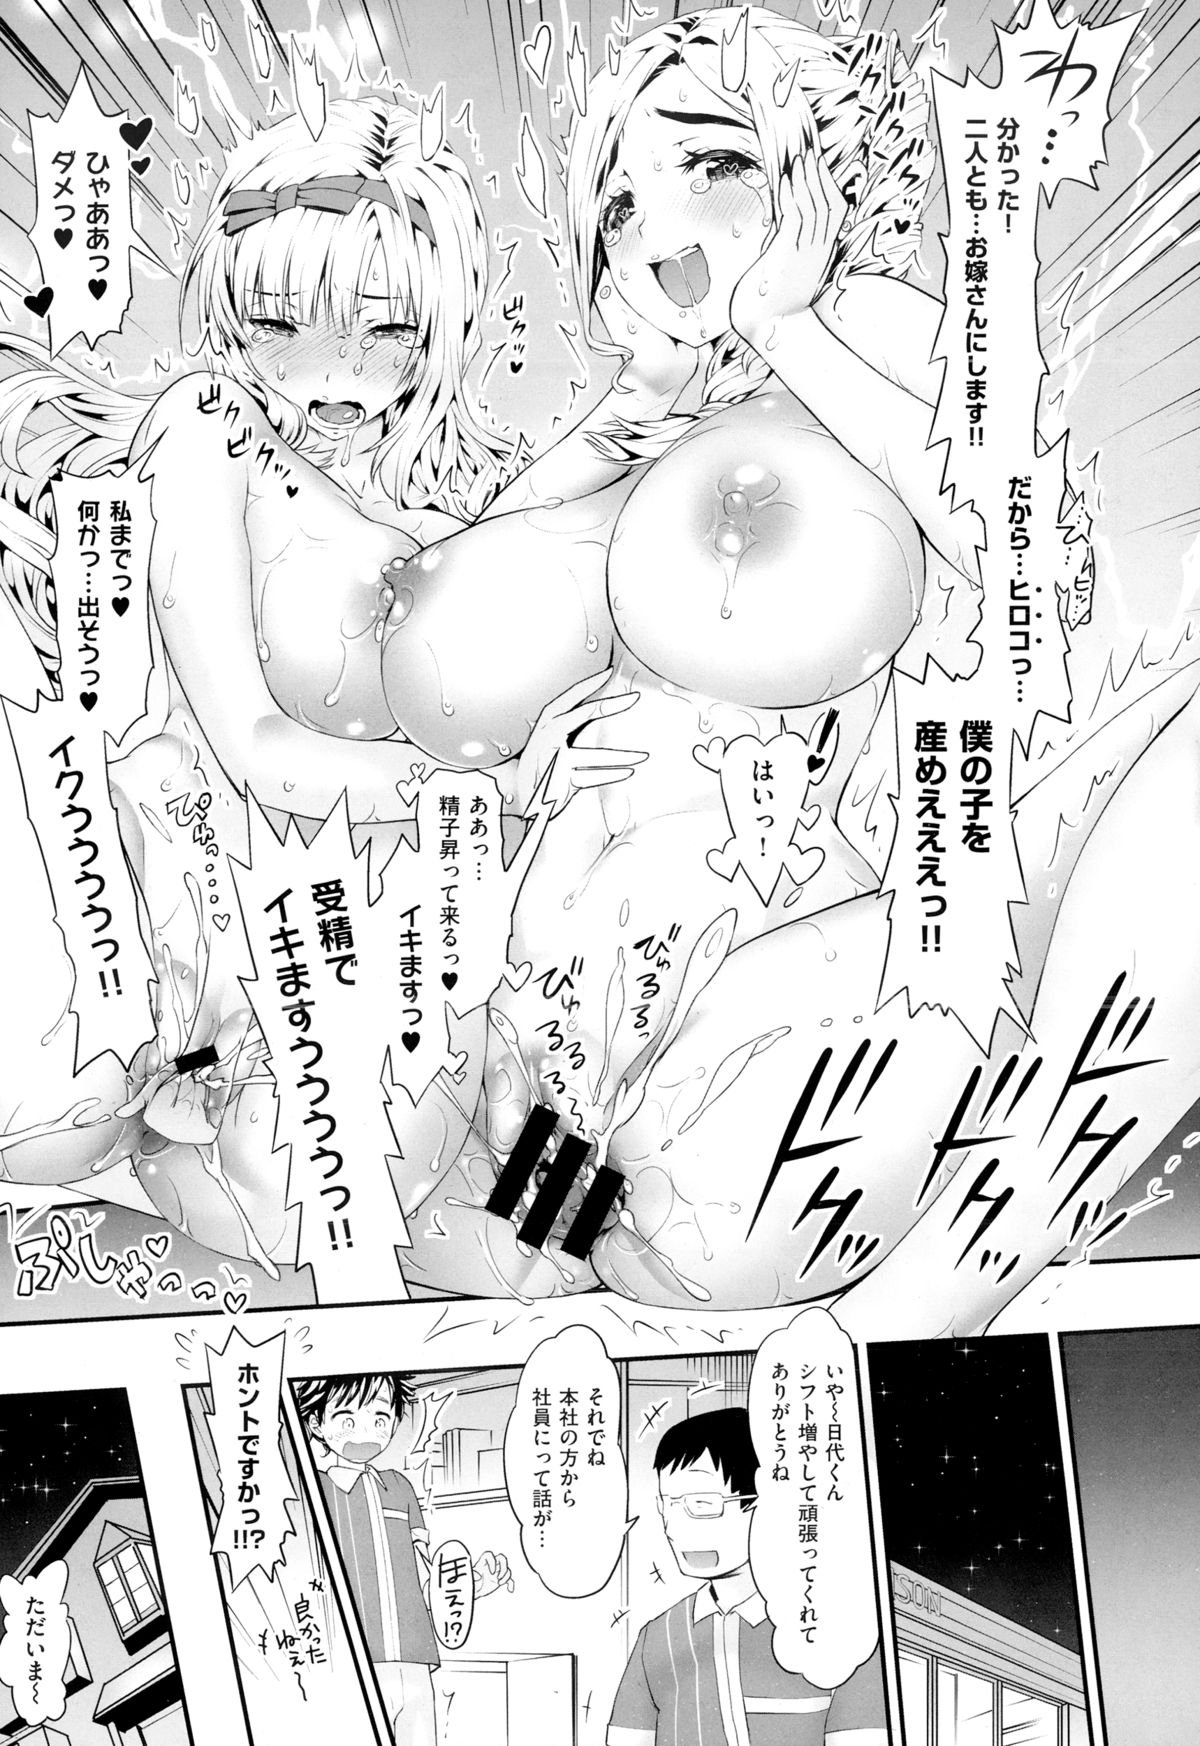 わっ…
分かった！
二人とも…お嫁さんにします!!
だから…ヒロコっ…
僕の子を
産めえええっ!!
はいっ！
ひゃああっ♥
ダメっ♥
私までっ♥
何かっ…出そうっ♥
イクうううっ!!
ああっ…
精子昇って来るっ♥
イキますっ♥
受精で
イキますうううううっ!!
ビクッ
ビクッ
ビクッ
ビクッ
ぴゅっ…
びゅるるっ
びゅるるる〜
ドクッ
ドクッ
ドクッ
ぷしゃっっ
SON
いや〜日代くん
シフト増やして頑張ってくれて
ありがとうね
それでね
本社の方から
社員にって話が…
ほえっ!?
ホントですかっ!!?
良かった
ねぇ〜
ただいま〜